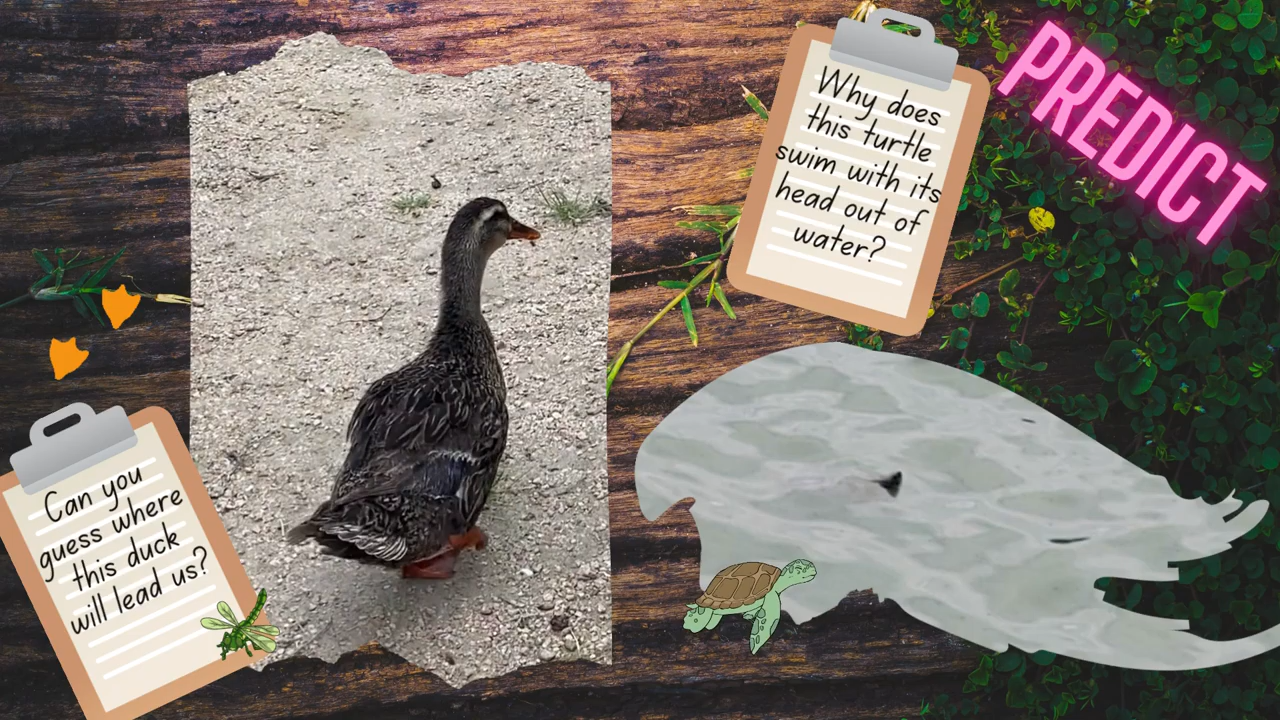 PREDICT
Why does
this turtle
swim with its
head out of
water?
Can you
guess where
this duck
will lead us?